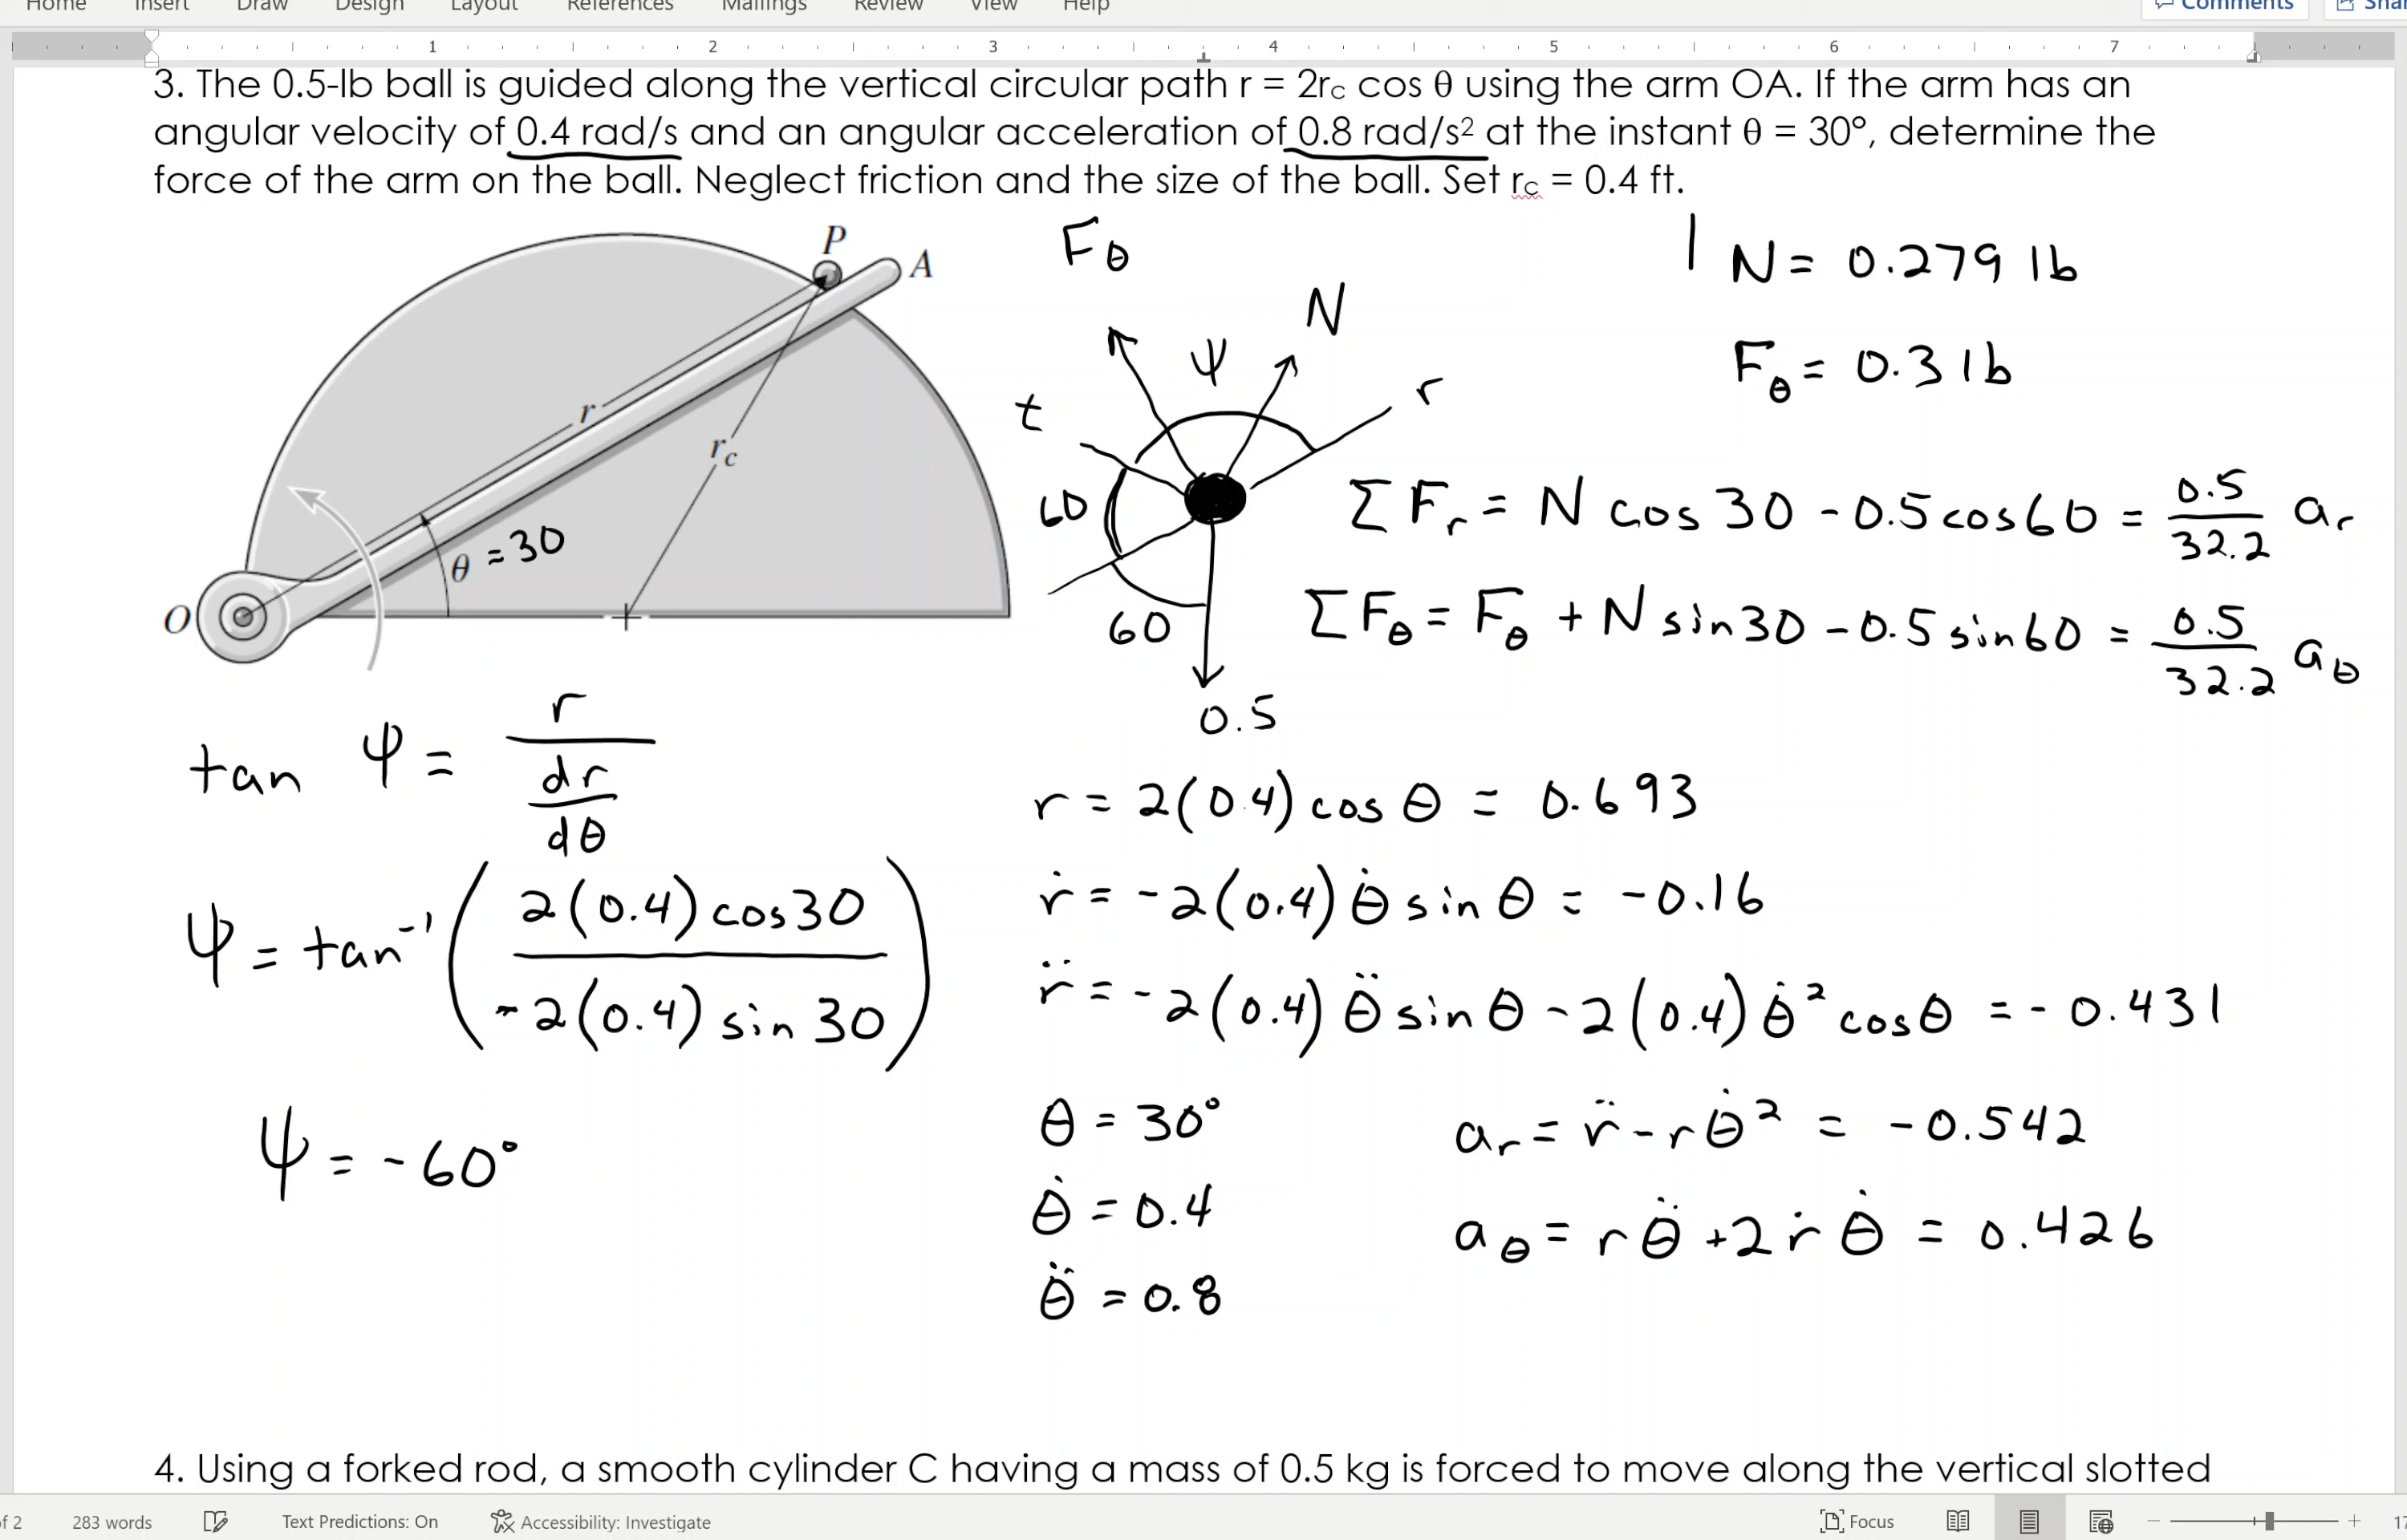 Home Insert Draw Design Layout References Mailings Review View Help Comments
1 2 3 4 5 6 7
3. The 0.5-lb ball is guided along the vertical circular path r = 2rc cos θ using the arm OA. If the arm has an
angular velocity of 0.4 rad/s and an angular acceleration of 0.8 rad/s² at the instant θ = 30°, determine the
force of the arm on the ball. Neglect friction and the size of the ball. Set rc = 0.4 ft.
P
A
r
rc
θ = 30
O
Fθ
N
ψ
r
t
60
60
0.5
N = 0.279 lb
Fθ = 0.3 lb
ΣFr = N cos 30 - 0.5 cos 60 = 0.5/32.2 ar
ΣFθ = Fθ + N sin 30 - 0.5 sin 60 = 0.5/32.2 aθ
tan ψ = r / (dr/dθ)
ψ = tan⁻¹ ( 2(0.4) cos 30 / -2(0.4) sin 30 )
ψ = -60°
r = 2(0.4) cos θ = 0.693
ṙ = -2(0.4) θ̇ sin θ = -0.16
r̈ = -2(0.4) θ̈ sin θ - 2(0.4) θ̇² cos θ = -0.431
θ = 30°
θ̇ = 0.4
θ̈ = 0.8
ar = r̈ - rθ̇² = -0.542
aθ = rθ̈ + 2ṙθ̇ = 0.426
4. Using a forked rod, a smooth cylinder C having a mass of 0.5 kg is forced to move along the vertical slotted
of 2 283 words Text Predictions: On Accessibility: Investigate Focus